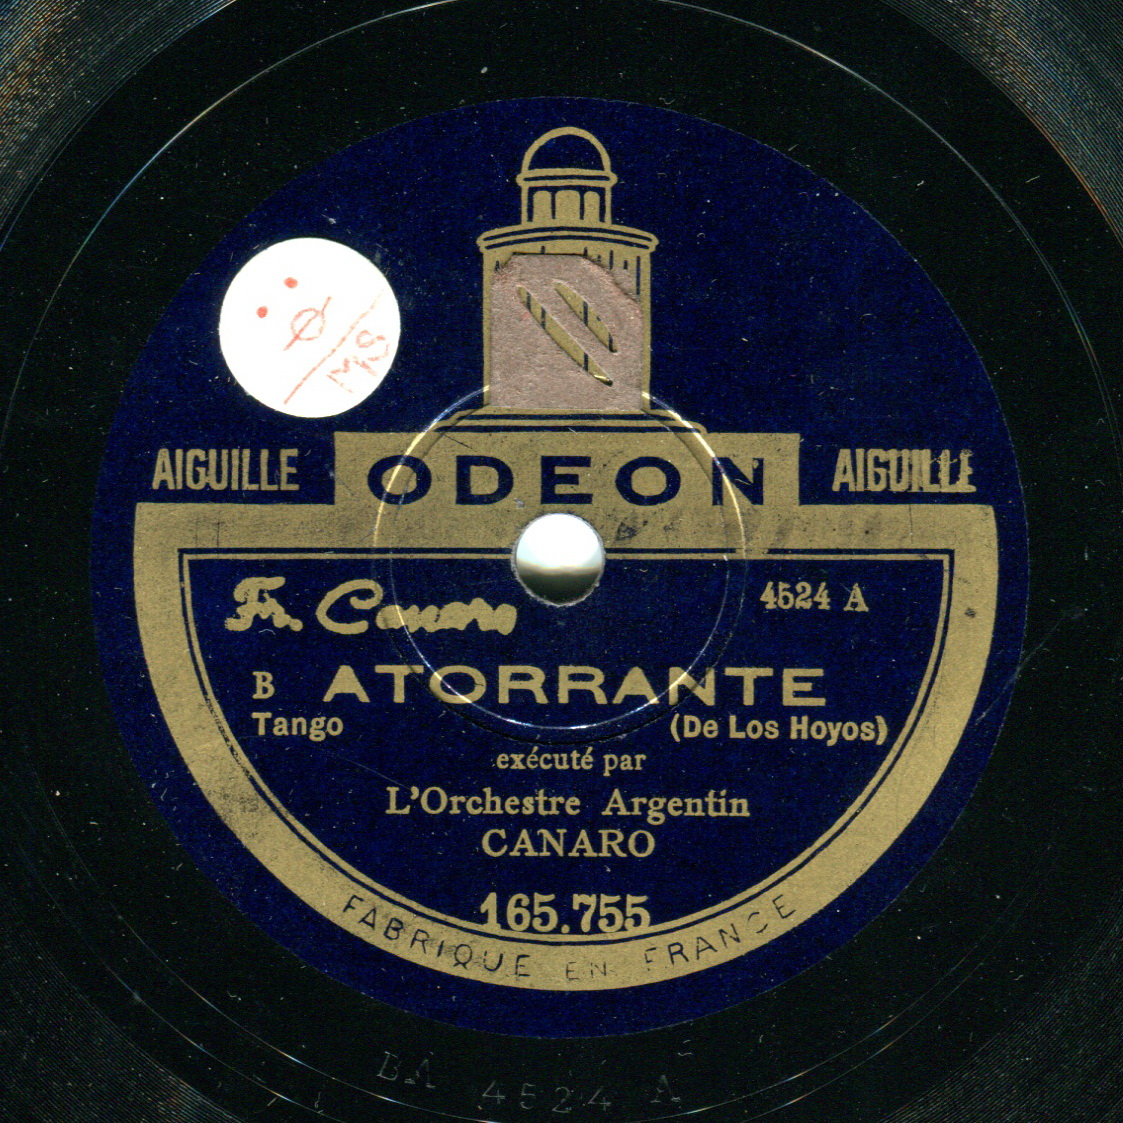 AIGUILLE ODEON AIGUILLE
Fr. Canaro 4524 A
B ATORRANTE
Tango (De Los Hoyos)
exécuté par
L'Orchestre Argentin
CANARO
165.755
FABRIQUE EN FRANCE
BA 4524 A